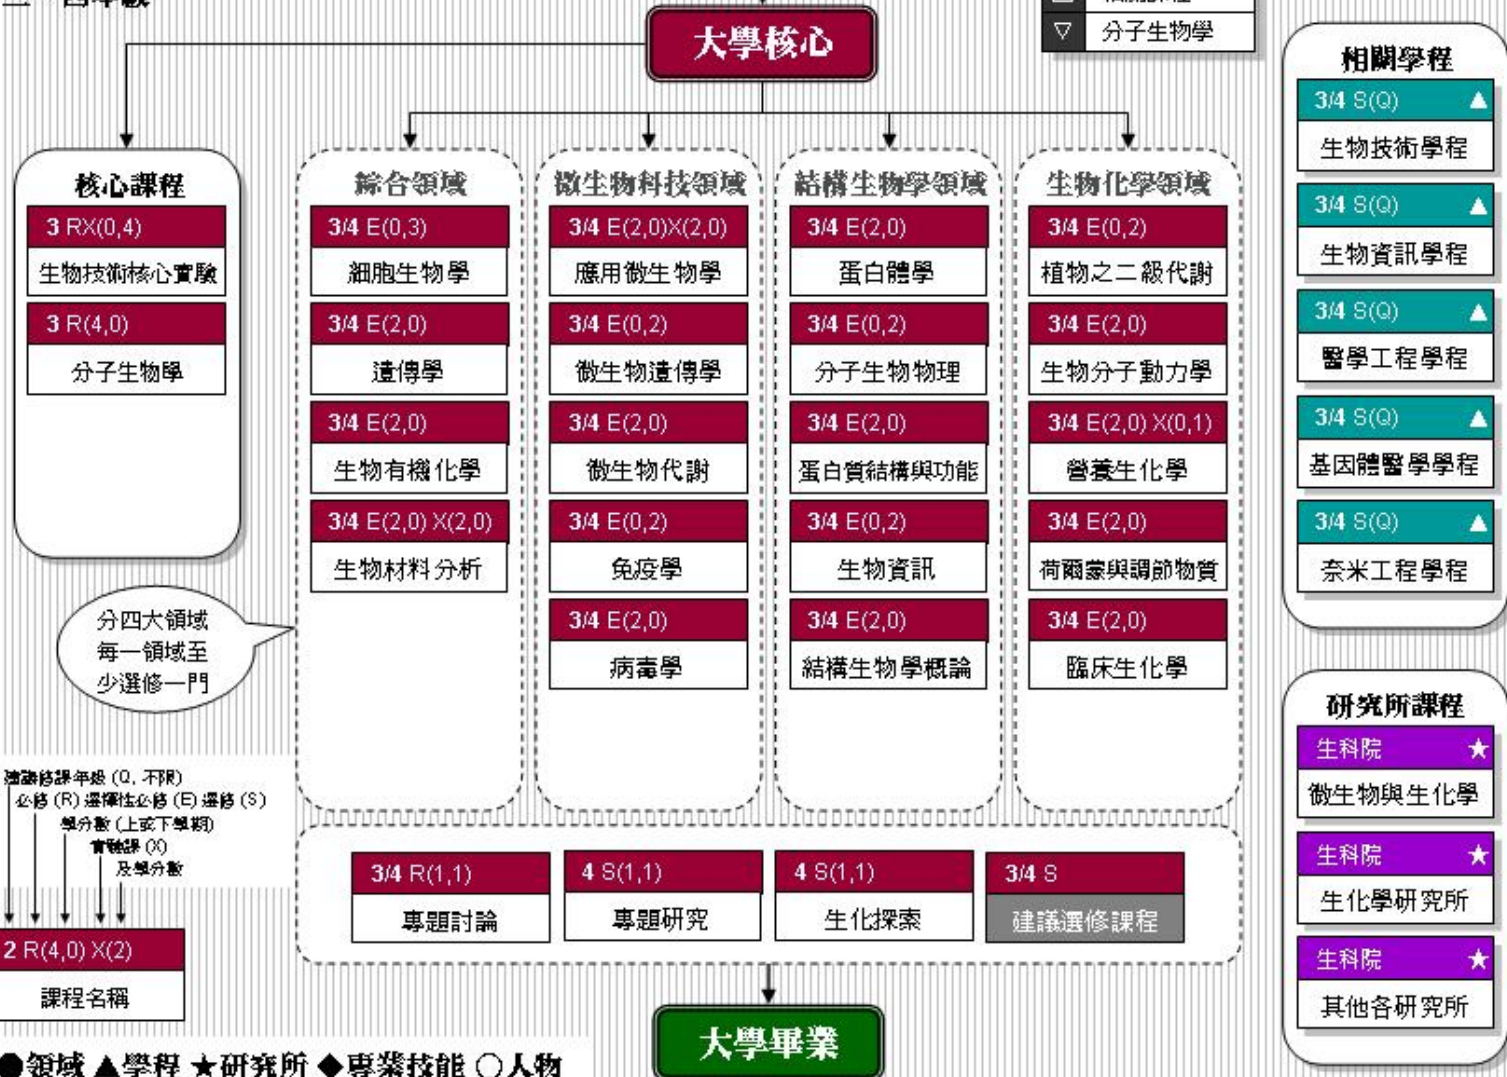 大學核心
▽ 分子生物學
核心課程
3 RX(0,4)
生物技術核心實驗
3 R(4,0)
分子生物學
綜合領域
3/4 E(0,3)
細胞生物學
3/4 E(2,0)
遺傳學
3/4 E(2,0)
生物有機化學
3/4 E(2,0) X(2,0)
生物材料分析
微生物科技領域
3/4 E(2,0)X(2,0)
應用微生物學
3/4 E(0,2)
微生物遺傳學
3/4 E(2,0)
微生物代謝
3/4 E(0,2)
免疫學
3/4 E(2,0)
病毒學
結構生物學領域
3/4 E(2,0)
蛋白體學
3/4 E(0,2)
分子生物物理
3/4 E(2,0)
蛋白質結構與功能
3/4 E(0,2)
生物資訊
3/4 E(2,0)
結構生物學概論
生物化學領域
3/4 E(0,2)
植物之二級代謝
3/4 E(2,0)
生物分子動力學
3/4 E(2,0) X(0,1)
營養生化學
3/4 E(2,0)
荷爾蒙與調節物質
3/4 E(2,0)
臨床生化學
相關學程
3/4 S(Q) ▲
生物技術學程
3/4 S(Q) ▲
生物資訊學程
3/4 S(Q) ▲
醫學工程學程
3/4 S(Q) ▲
基因體醫學學程
3/4 S(Q) ▲
奈米工程學程
分四大領域
每一領域至
少選修一門
研究所課程
生科院 ★
微生物與生化學
生科院 ★
生化學研究所
生科院 ★
其他各研究所
建議修課年級 (Q, 不限)
必修 (R) 選擇性必修 (E) 選修 (S)
學分數 (上或下學期)
實驗課 (X)
及學分數
2 R(4,0) X(2)
課程名稱
3/4 R(1,1)
專題討論
4 S(1,1)
專題研究
4 S(1,1)
生化探索
3/4 S
建議選修課程
大學畢業
●領域 ▲學程 ★研究所 ◆專業技能 ○人物